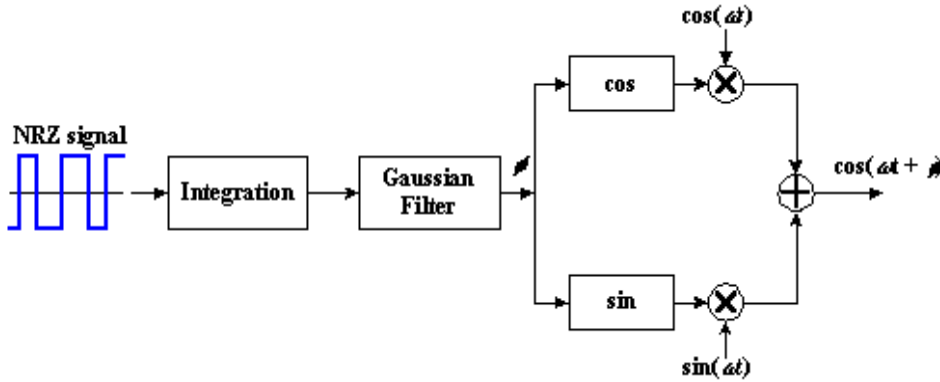 cos(ωt)
cos
NRZ signal
Integration
Gaussian
Filter
ϕ
cos(ωt + ϕ)
sin
sin(ωt)